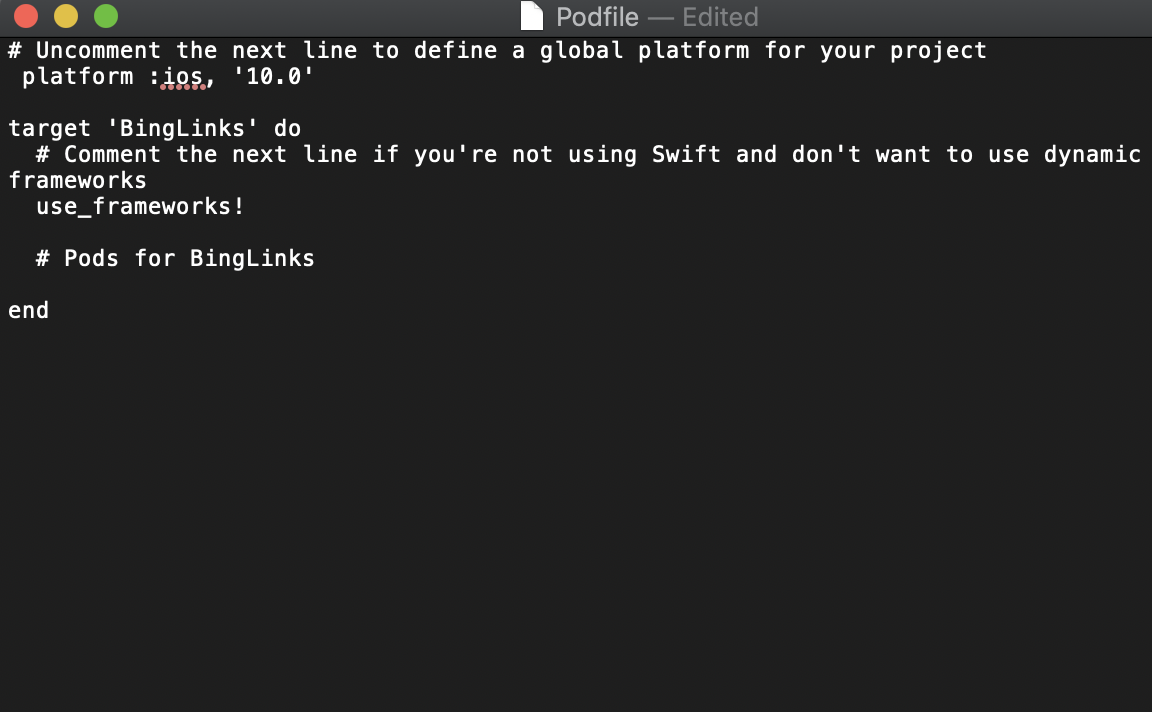 Podfile — Edited
# Uncomment the next line to define a global platform for your project
 platform :ios, '10.0'

target 'BingLinks' do
  # Comment the next line if you're not using Swift and don't want to use dynamic
frameworks
  use_frameworks!

  # Pods for BingLinks

end